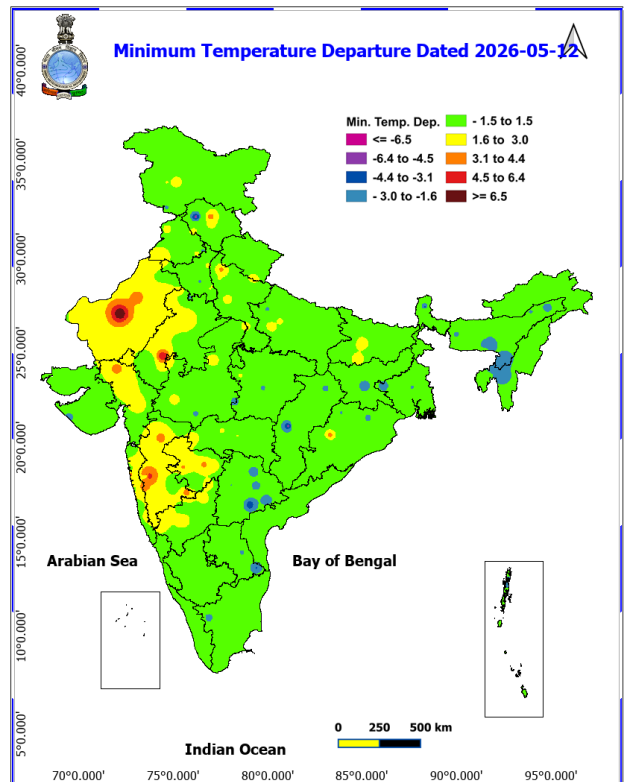 Minimum Temperature Departure Dated 2026-05-12
40°0.000'
35°0.000'
30°0.000'
25°0.000'
20°0.000'
15°0.000'
10°0.000'
5°0.000'
Min. Temp. Dep.
<= -6.5
-6.4 to -4.5
-4.4 to -3.1
- 3.0 to -1.6
- 1.5 to 1.5
1.6 to 3.0
3.1 to 4.4
4.5 to 6.4
>= 6.5
Arabian Sea
Bay of Bengal
0 250 500 km
Indian Ocean
70°0.000' 75°0.000' 80°0.000' 85°0.000' 90°0.000' 95°0.000'